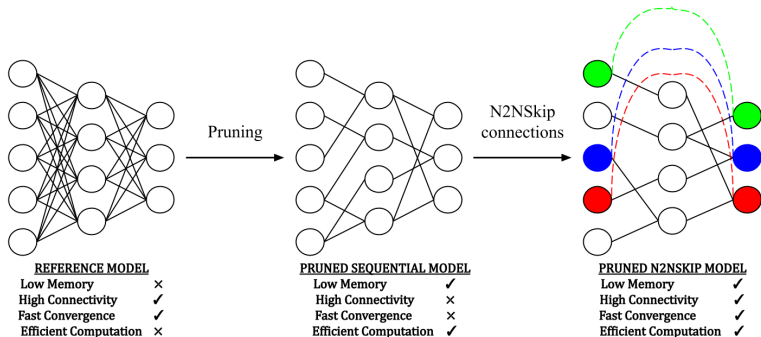 Pruning
N2NSkip
connections
REFERENCE MODEL
Low Memory ×
High Connectivity ✓
Fast Convergence ✓
Efficient Computation ×
PRUNED SEQUENTIAL MODEL
Low Memory ✓
High Connectivity ×
Fast Convergence ×
Efficient Computation ✓
PRUNED N2NSKIP MODEL
Low Memory ✓
High Connectivity ✓
Fast Convergence ✓
Efficient Computation ✓